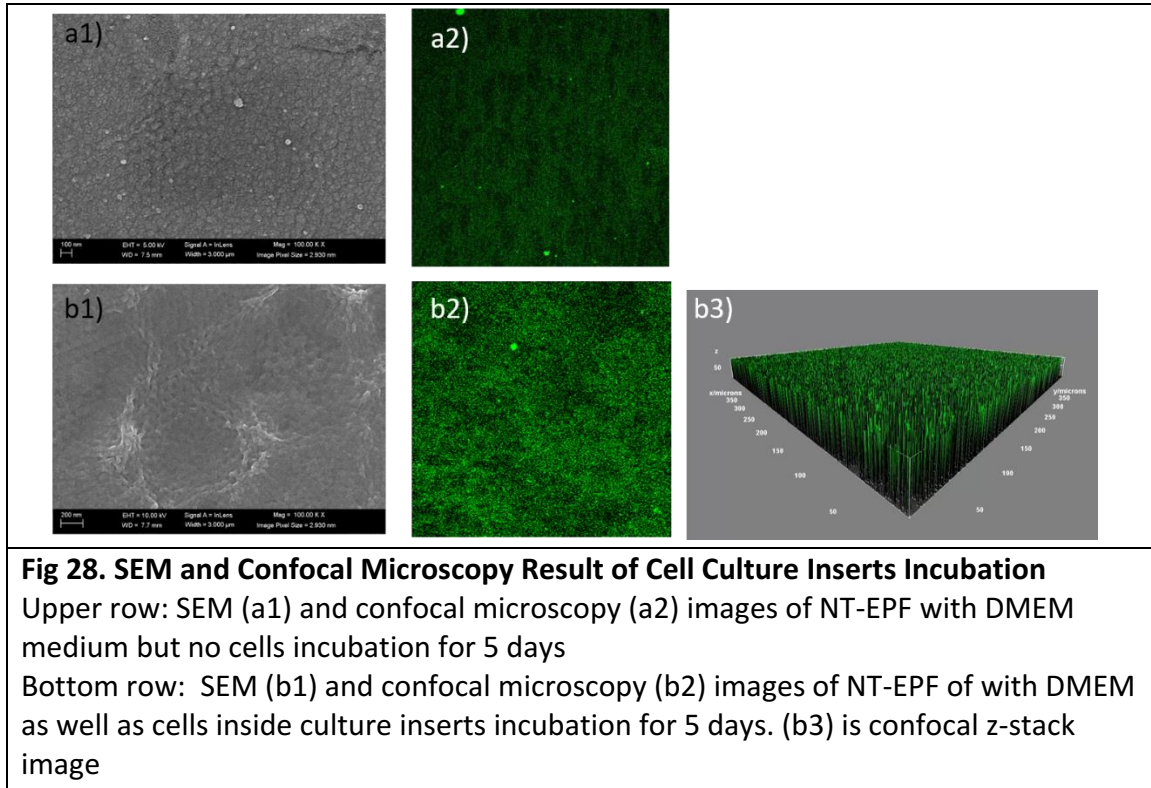 a1)
a2)
100 nm
EHT = 5.00 kV
Signal A = InLens
Mag = 100.00 K X
WD = 7.5 mm
Width = 3.000 µm
Image Pixel Size = 2.930 nm
b1)
b2)
b3)
200 nm
EHT = 10.00 kV
Signal A = InLens
Mag = 100.00 K X
WD = 7.7 mm
Width = 3.000 µm
Image Pixel Size = 2.930 nm
z
50
x/microns
350
300
250
200
150
100
50
y/microns
350
300
250
200
150
100
50
Fig 28. SEM and Confocal Microscopy Result of Cell Culture Inserts Incubation
Upper row: SEM (a1) and confocal microscopy (a2) images of NT-EPF with DMEM
medium but no cells incubation for 5 days
Bottom row:  SEM (b1) and confocal microscopy (b2) images of NT-EPF of with DMEM
as well as cells inside culture inserts incubation for 5 days. (b3) is confocal z-stack
image